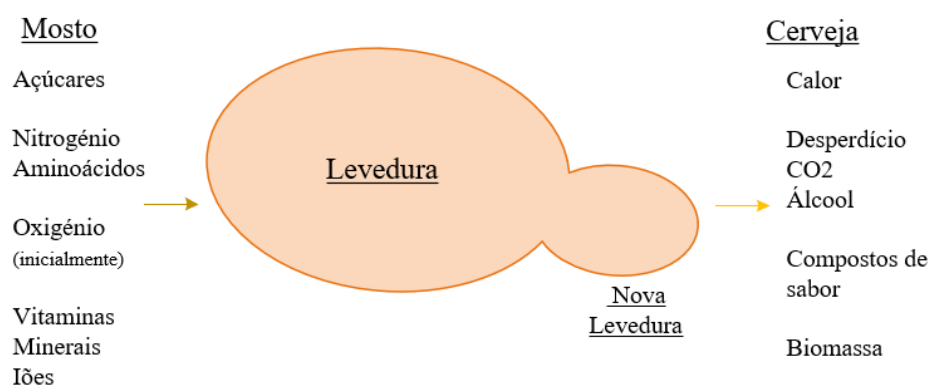 Mosto
Açúcares
Nitrogénio
Aminoácidos
Oxigénio
(inicialmente)
Vitaminas
Minerais
Iões
Levedura
Nova
Levedura
Cerveja
Calor
Desperdício
CO2
Álcool
Compostos de
sabor
Biomassa